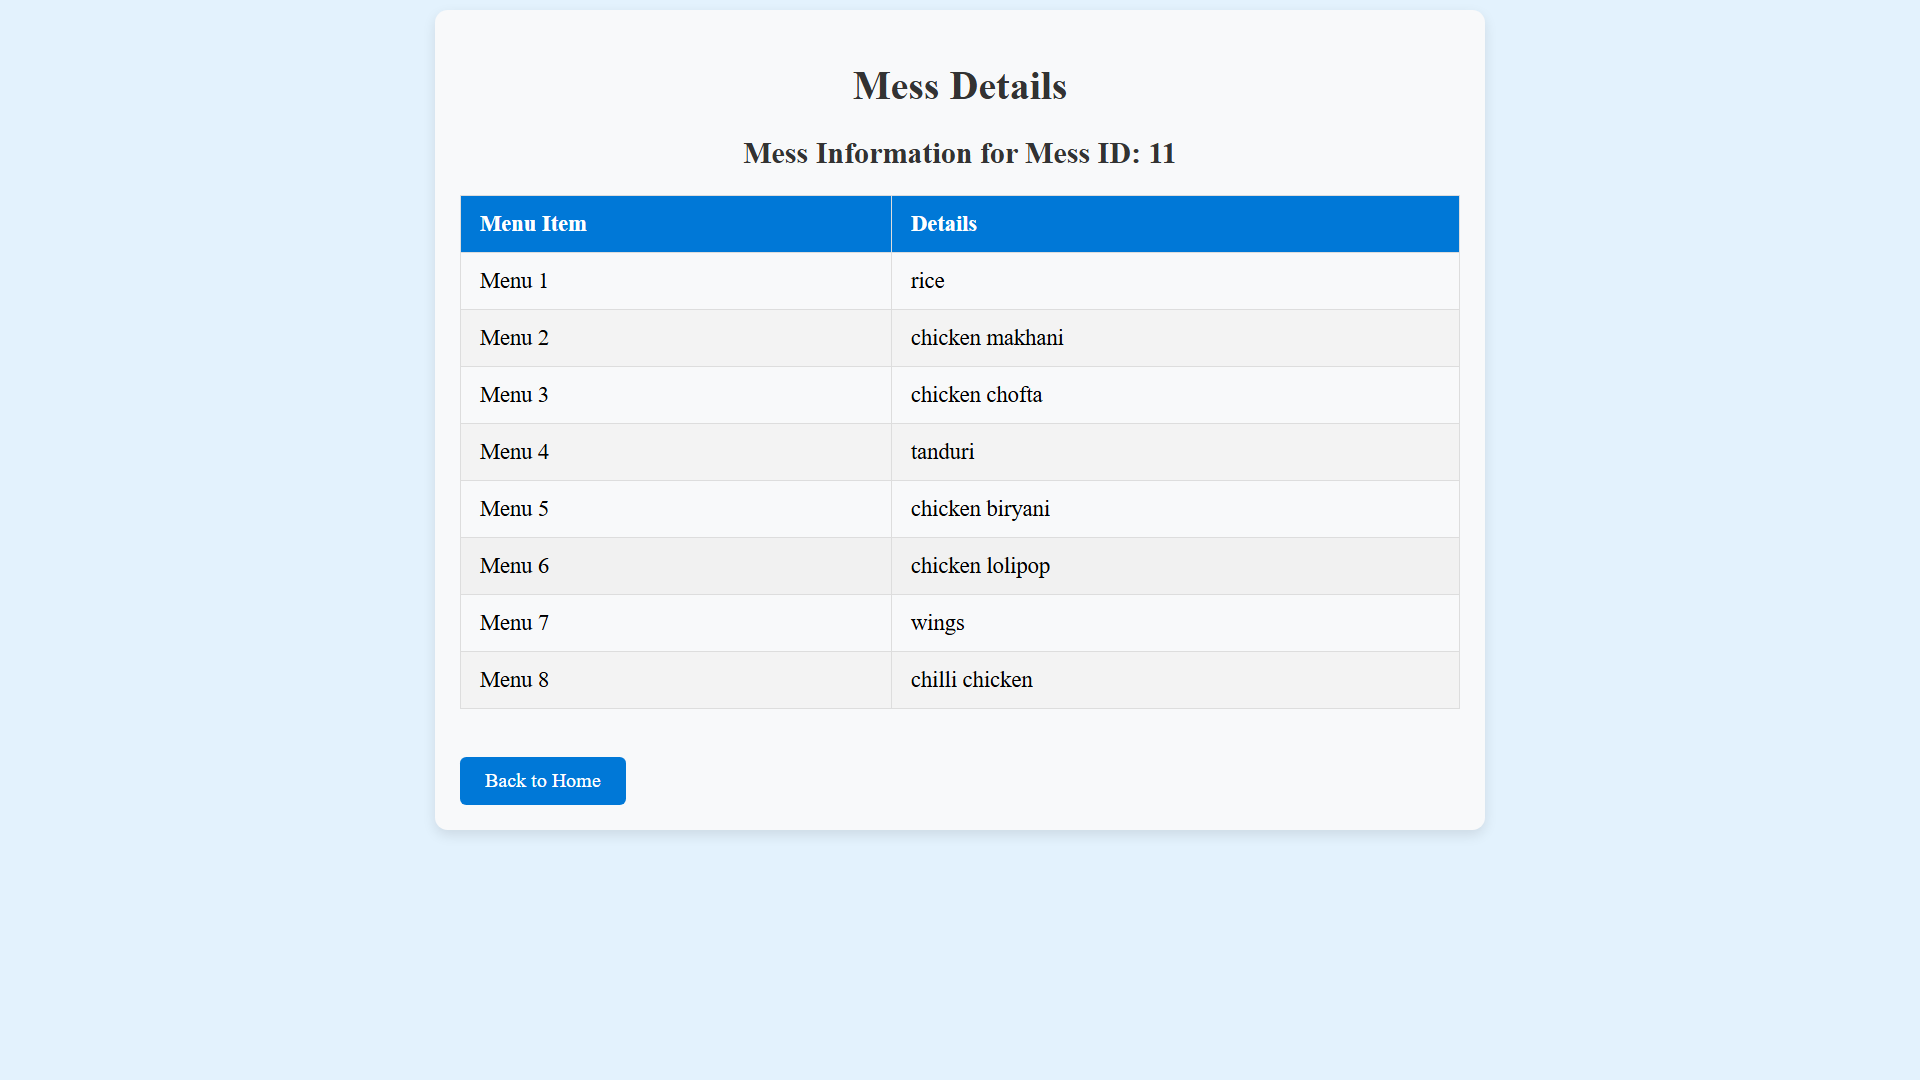 Mess Details
Mess Information for Mess ID: 11
Menu Item Details
Menu 1 rice
Menu 2 chicken makhani
Menu 3 chicken chofta
Menu 4 tanduri
Menu 5 chicken biryani
Menu 6 chicken lolipop
Menu 7 wings
Menu 8 chilli chicken
Back to Home